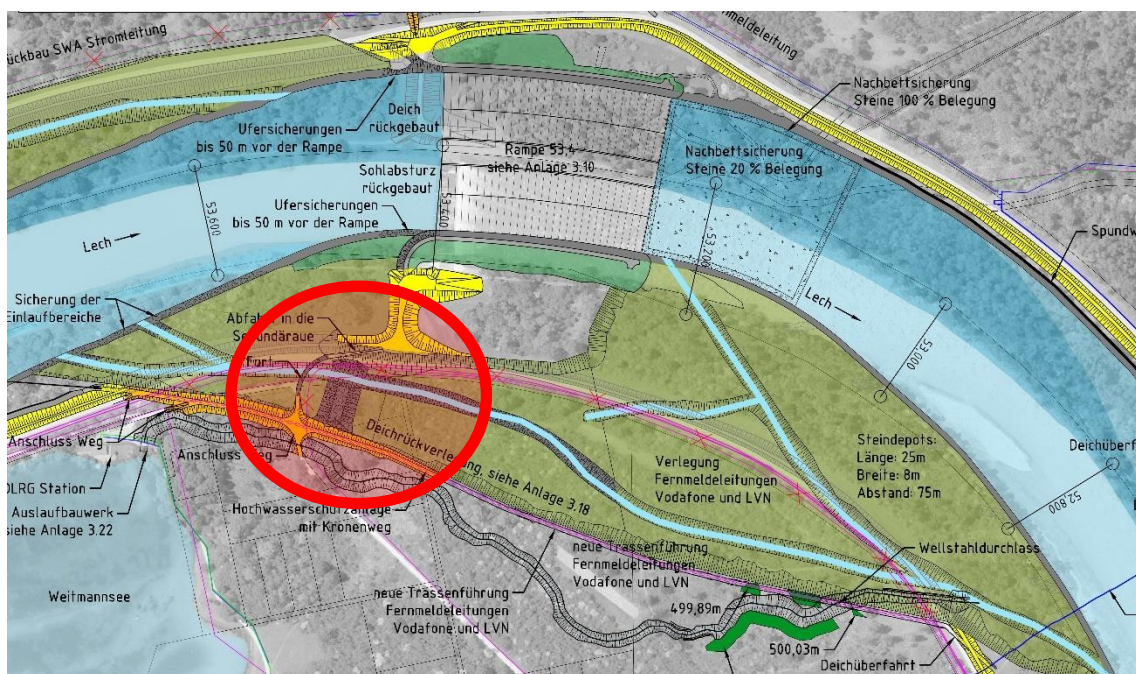 ückbau SWA Stromleitung
nmeldeleitung
Nachbettsicherung
Steine 100 % Belegung
Deich
rückgebaut
Ufersicherungen
bis 50 m vor der Rampe
Rampe 53,4
siehe Anlage 3.10
Nachbettsicherung
Steine 20 % Belegung
Sohlabsturz
rückgebaut
53,600
53,400
53,200
Ufersicherungen
bis 50 m vor der Rampe
Lech
Spundw
Sicherung der
Einlaufbereiche
Lech
53,000
Abfahrt in die
Sekundäraue
Furt
Anschluss Weg
Anschluss Weg
Deichrückverlegung, siehe Anlage 3.18
Verlegung
Fernmeldeleitungen
Vodafone und LVN
Steindepots:
Länge: 25m
Breite: 8m
Abstand: 75m
Deichüberf
52,800
DLRG Station
Auslaufbauwerk
siehe Anlage 3.22
Hochwasserschutzanlage
mit Kronenweg
Weitmannsee
neue Trassenführung
Fernmeldeleitungen
Vodafone und LVN
neue Trassenführung
Fernmeldeleitungen
Vodafone und LVN
Wellstahldurchlass
499,89m
500,03m
Deichüberfahrt